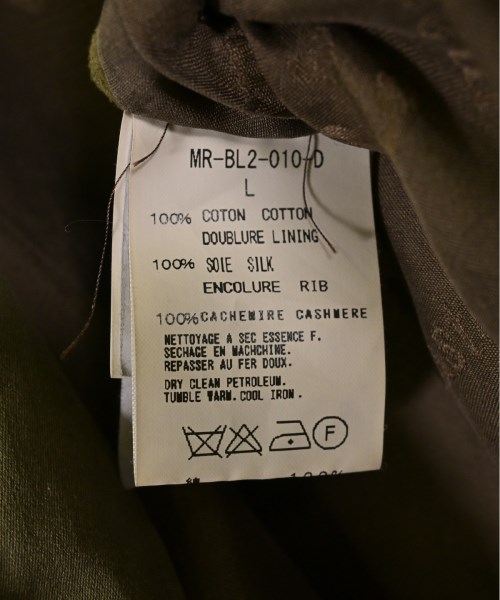 MR-BL2-010-D
L
100% COTON COTTON
DOUBLURE LINING
100% SOIE SILK
ENCOLURE RIB
100% CACHEMIRE CASHMERE
NETTOYAGE A SEC ESSENCE F.
SECHAGE EN MACHCHINE.
REPASSER AU FER DOUX.
DRY CLEAN PETROLEUM.
TUMBLE WARM. COOL IRON.
F